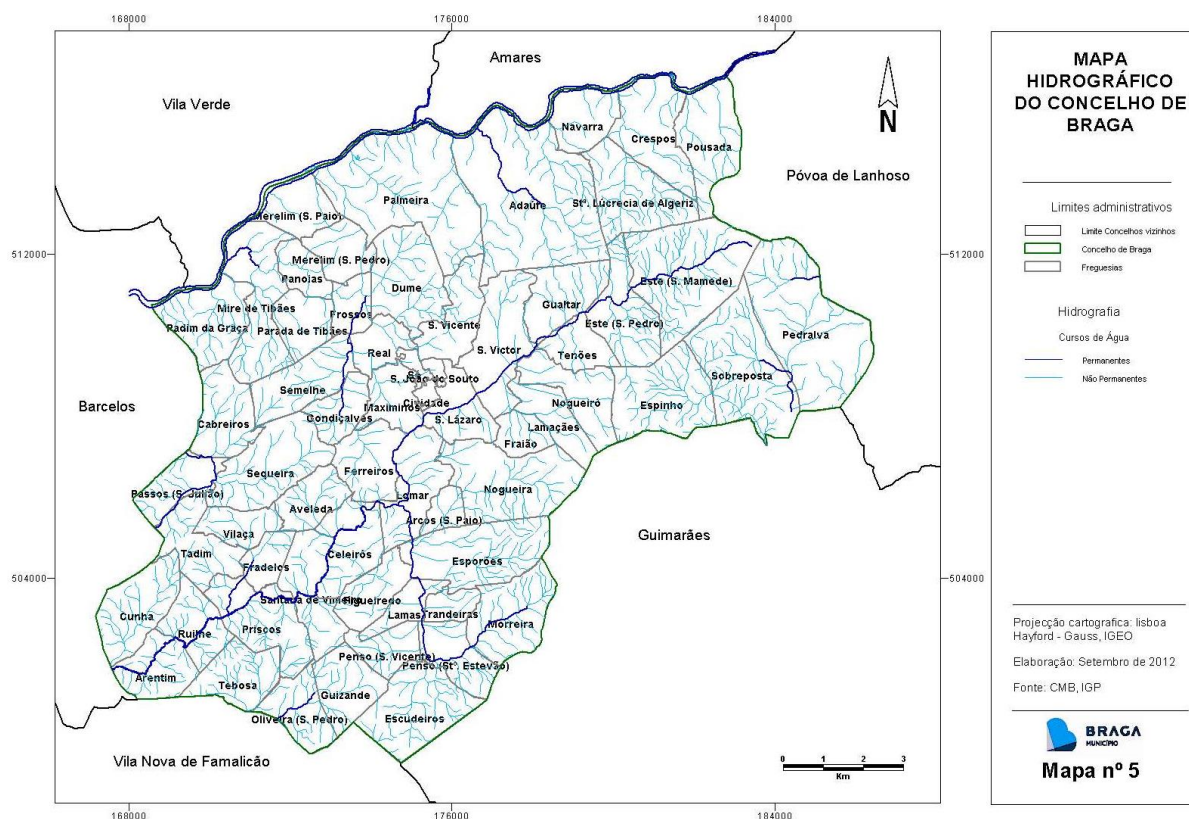 168000
176000
184000
Amares
Vila Verde
Póvoa de Lanhoso
Barcelos
Guimarães
Vila Nova de Famalicão
N
512000
512000
504000
504000
Navarra
Crespos
Pousada
Palmeira
Adaúfe
Stª. Lucrecia de Algeriz
Merelim (S. Paio)
Merelim (S. Pedro)
Panoias
Dume
Este (S. Mamede)
Mire de Tibães
Gualtar
Padim da Graça
Parada de Tibães
Frossos
S. Vicente
Este (S. Pedro)
Pedralva
Real
S. Victor
Tenões
S. João do Souto
Sobreposta
Semelhe
Cividade
Maximinos
Nogueiró
Espinho
Cabreiros
Gondiçalves
S. Lázaro
Lamaçães
Fraião
Sequeira
Ferreiros
Nogueira
Passos (S. Julião)
Lomar
Aveleda
Arcos (S. Paio)
Vilaça
Tadim
Celeirós
Esporões
Fradelos
Santana de Vimieiro
Figueiredo
Cunha
Lamas
Trandeiras
Morreira
Ruilhe
Priscos
Penso (S. Vicente)
Penso (Stº. Estevão)
Arentim
Tebosa
Guizande
Oliveira (S. Pedro)
Escudeiros
0 1 2 3
Km
168000
176000
184000
MAPA
HIDROGRÁFICO
DO CONCELHO DE
BRAGA
Limites administrativos
Limite Concelhos vizinhos
Concelho de Braga
Freguesias
Hidrografia
Cursos de Água
Permanentes
Não Permanentes
Projecção cartografica: lisboa
Hayford - Gauss, IGEO
Elaboração: Setembro de 2012
Fonte: CMB, IGP
BRAGA
MUNICÍPIO
Mapa nº 5